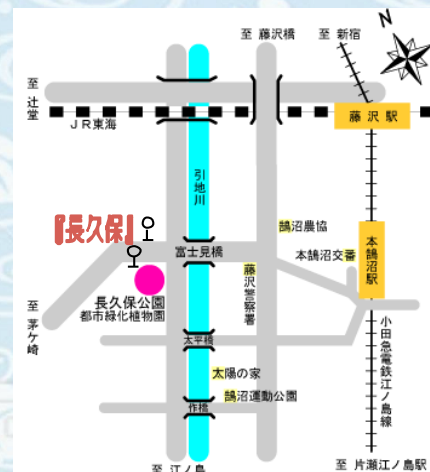 至 藤沢橋
至 新宿
N
至 辻堂
JR東海
藤 沢 駅
引地川
『長久保』
鵠沼農協
富士見橋
本鵠沼交番
本鵠沼駅
藤沢警察署
長久保公園
都市緑化植物園
至 茅ケ崎
太平橋
小田急電鉄江ノ島線
太陽の家
鵠沼運動公園
作橋
至 江ノ島
至 片瀬江ノ島駅